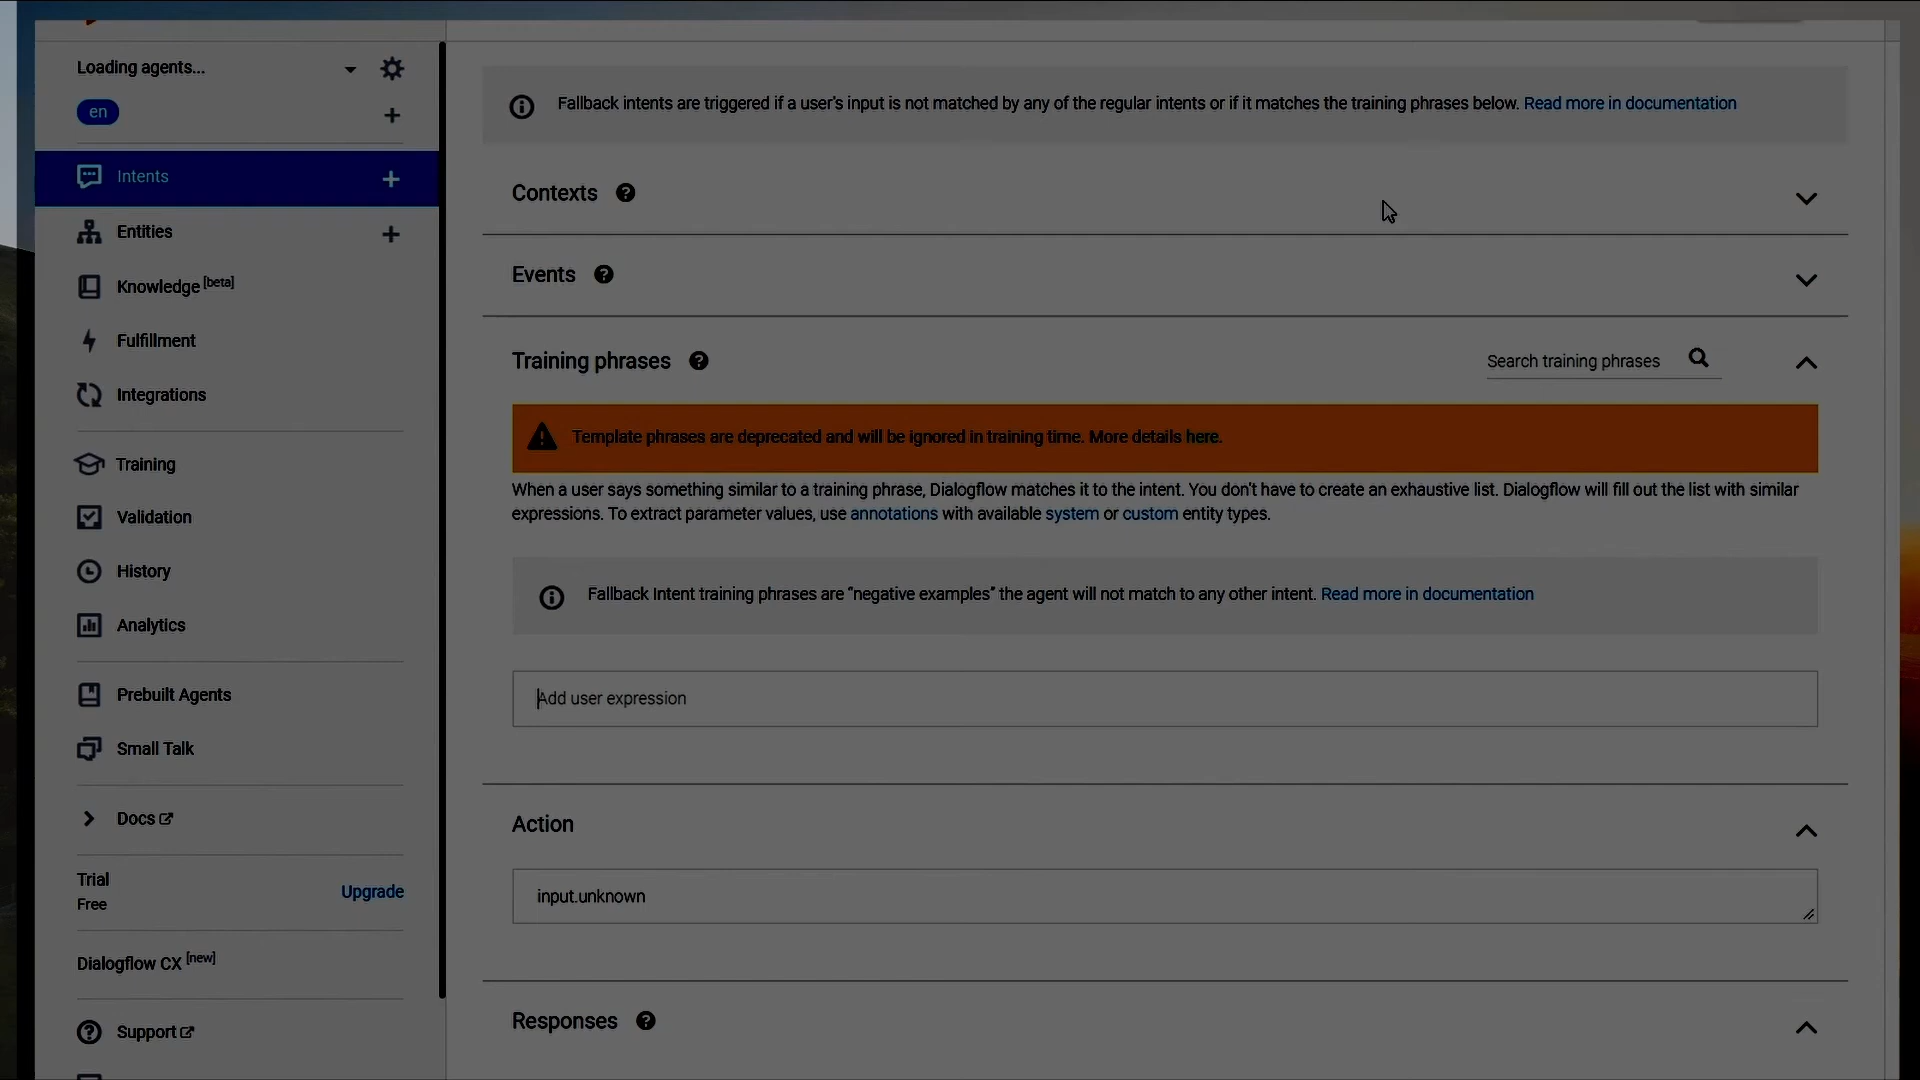 Loading agents...
en
Intents
Entities
Knowledge [beta]
Fulfillment
Integrations
Training
Validation
History
Analytics
Prebuilt Agents
Small Talk
Docs
Trial
Free
Upgrade
Dialogflow CX [new]
Support
Fallback intents are triggered if a user's input is not matched by any of the regular intents or if it matches the training phrases below. Read more in documentation
Contexts
Events
Training phrases
Search training phrases
Template phrases are deprecated and will be ignored in training time. More details here.
When a user says something similar to a training phrase, Dialogflow matches it to the intent. You don't have to create an exhaustive list. Dialogflow will fill out the list with similar
expressions. To extract parameter values, use annotations with available system or custom entity types.
Fallback Intent training phrases are "negative examples" the agent will not match to any other intent. Read more in documentation
Add user expression
Action
input.unknown
Responses